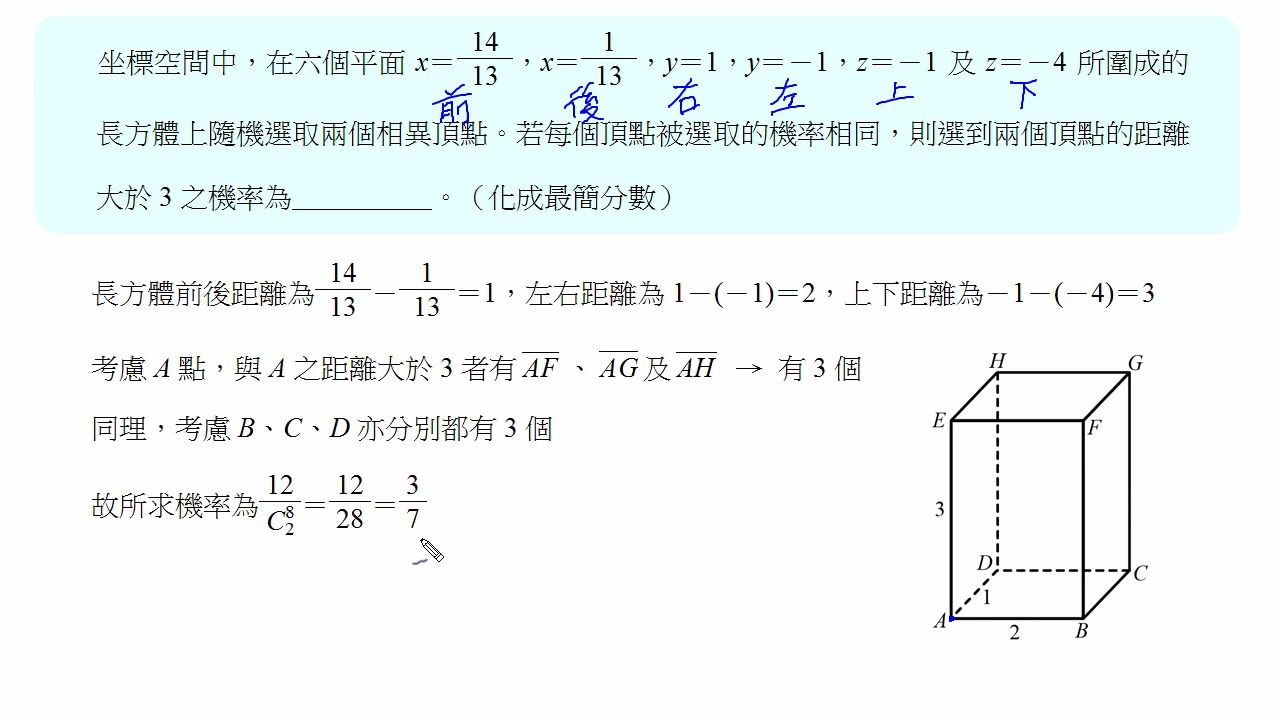 坐標空間中，在六個平面 x＝14/13，x＝1/13，y＝1，y＝－1，z＝－1 及 z＝－4 所圍成的
前 後 右 左 上 下
長方體上隨機選取兩個相異頂點。若每個頂點被選取的機率相同，則選到兩個頂點的距離
大於 3 之機率為__________。（化成最簡分數）
長方體前後距離為 14/13－1/13＝1，左右距離為 1－(－1)＝2，上下距離為－1－(－4)＝3
考慮 A 點，與 A 之距離大於 3 者有 A̅F̅、A̅G̅ 及 A̅H̅ → 有 3 個
同理，考慮 B、C、D 亦分別都有 3 個
故所求機率為 12/C⁸₂＝12/28＝3/7
H G
E F
3
D C
1
A 2 B